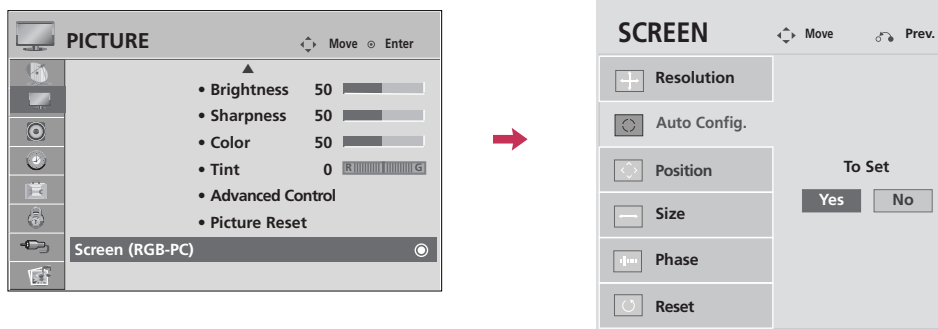 PICTURE
Move Enter
• Brightness 50
• Sharpness 50
• Color 50
• Tint 0 R G
• Advanced Control
• Picture Reset
Screen (RGB-PC)
SCREEN
Move Prev.
Resolution
Auto Config.
Position
Size
Phase
Reset
To Set
Yes No